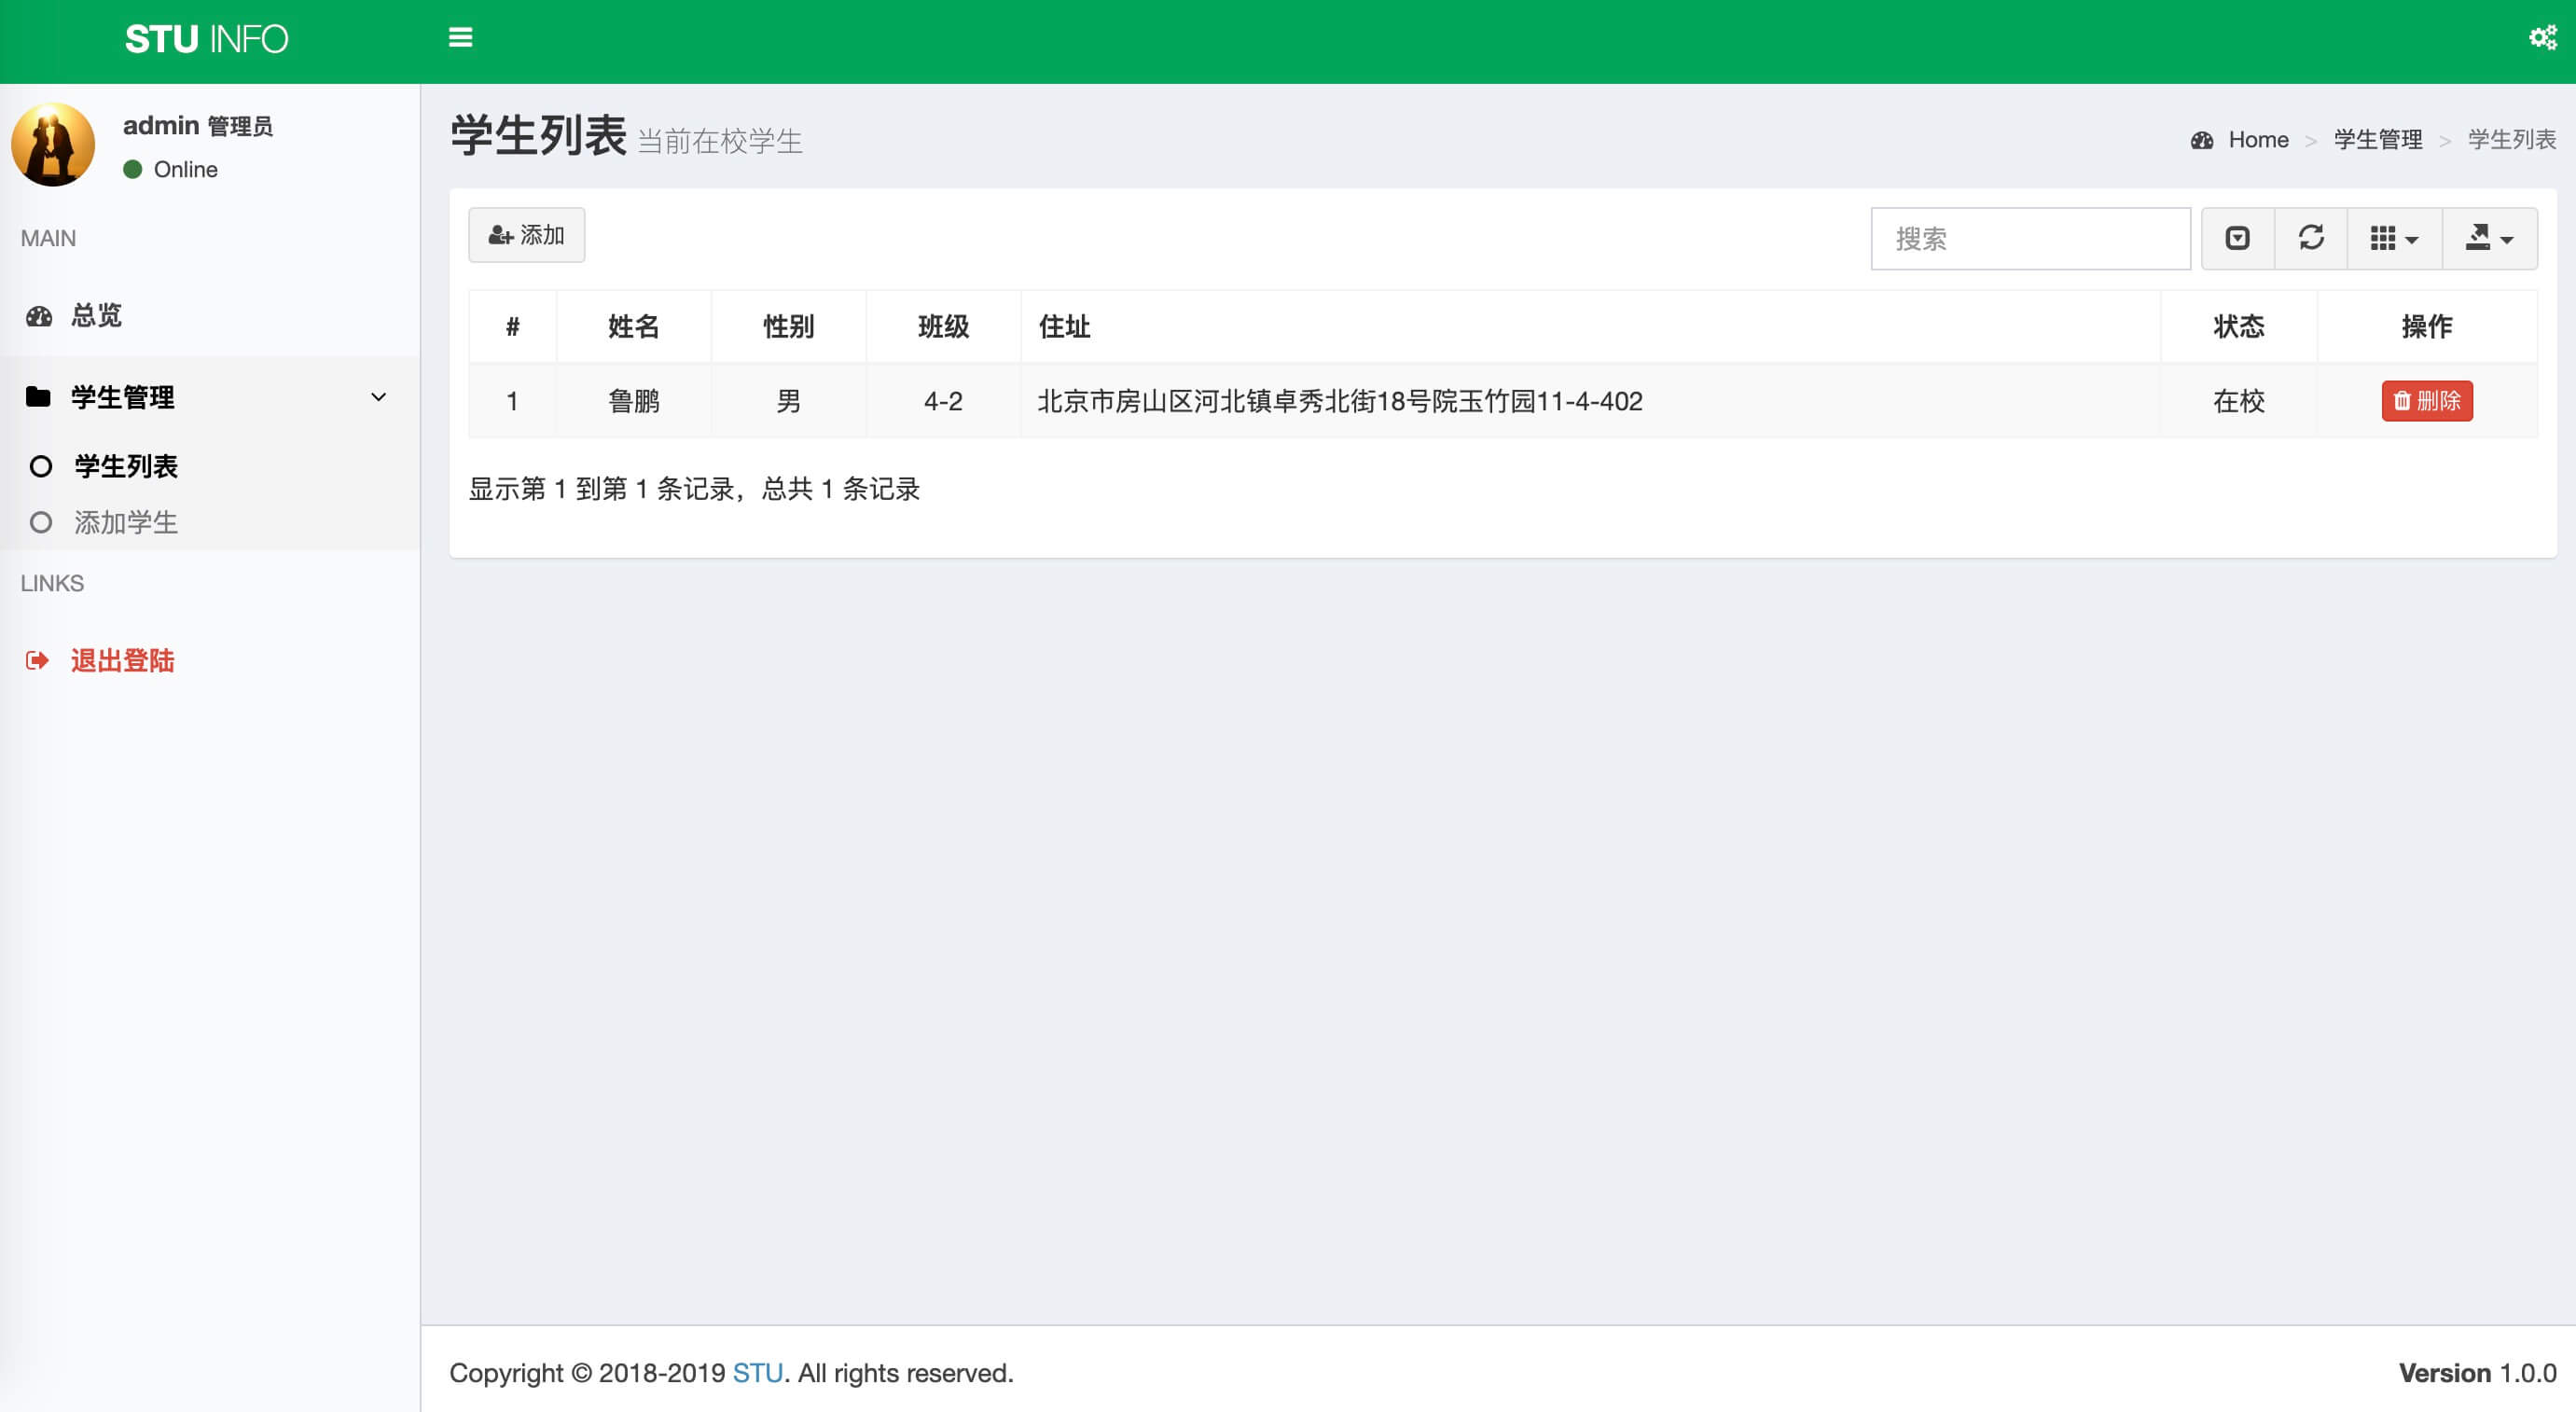 STU INFO
admin 管理员
Online
MAIN
总览
学生管理
学生列表
添加学生
LINKS
退出登陆
学生列表 当前在校学生
Home > 学生管理 > 学生列表
添加
搜索
# 姓名 性别 班级 住址 状态 操作
1 鲁鹏 男 4-2 北京市房山区河北镇卓秀北街18号院玉竹园11-4-402 在校 删除
显示第 1 到第 1 条记录，总共 1 条记录
Copyright © 2018-2019 STU. All rights reserved.
Version 1.0.0